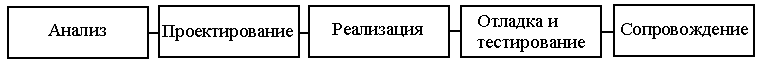 Анализ
Проектирование
Реализация
Отладка и
тестирование
Сопровождение